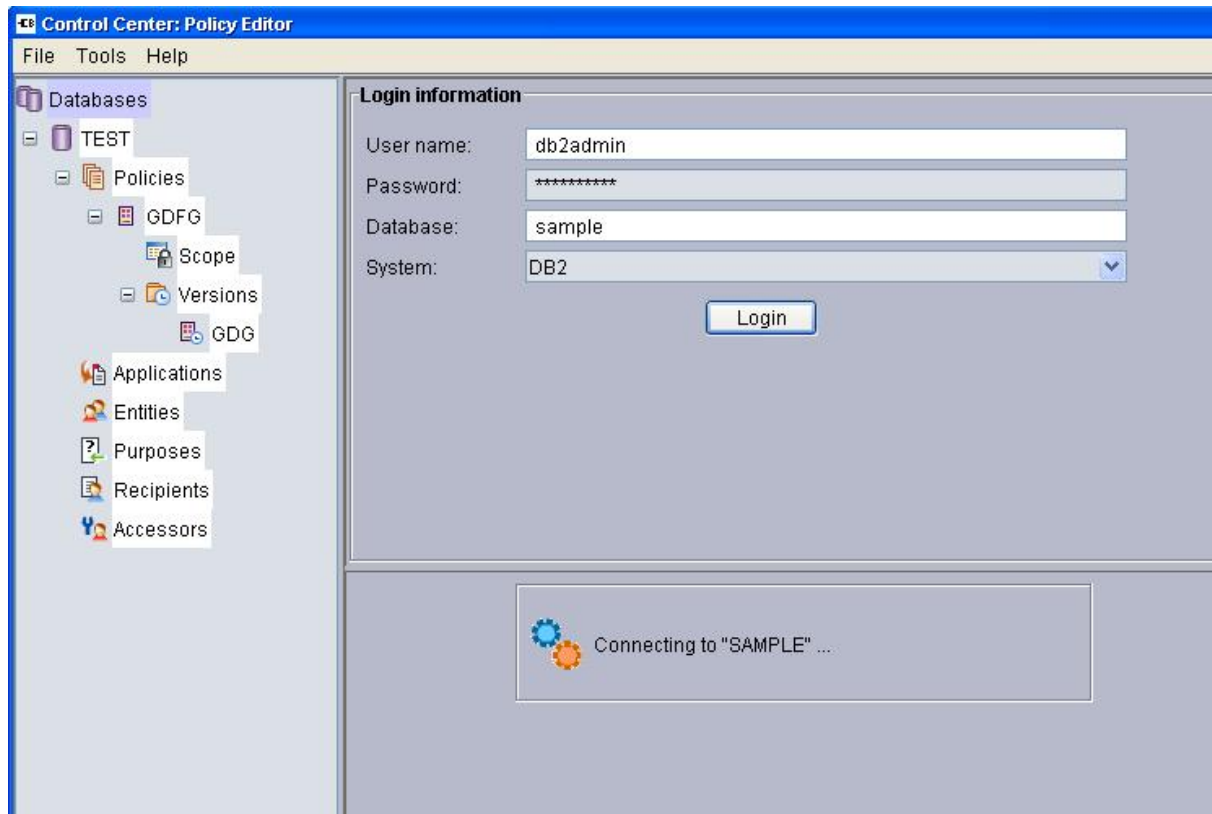 Control Center: Policy Editor
File Tools Help
Databases
TEST
Policies
GDFG
Scope
Versions
GDG
Applications
Entities
Purposes
Recipients
Accessors
Login information
User name: db2admin
Password: **********
Database: sample
System: DB2
Login
Connecting to "SAMPLE" ...